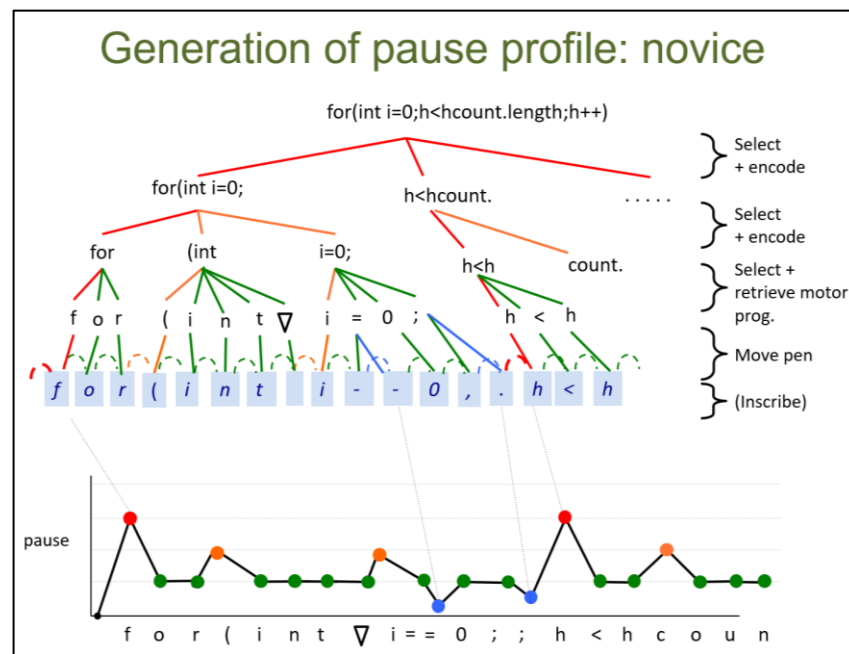 Generation of pause profile: novice
for(int i=0;h<hcount.length;h++)
Select
+ encode
for(int i=0;
h<hcount.
. . . . .
Select
+ encode
for
(int
i=0;
h<h
count.
Select +
retrieve motor
prog.
f o r ( i n t ∇ i = 0 ; h < h
Move pen
f o r ( i n t i - - 0 , . h < h
(Inscribe)
pause
f o r ( i n t ∇ i = = 0 ; ; h < h c o u n